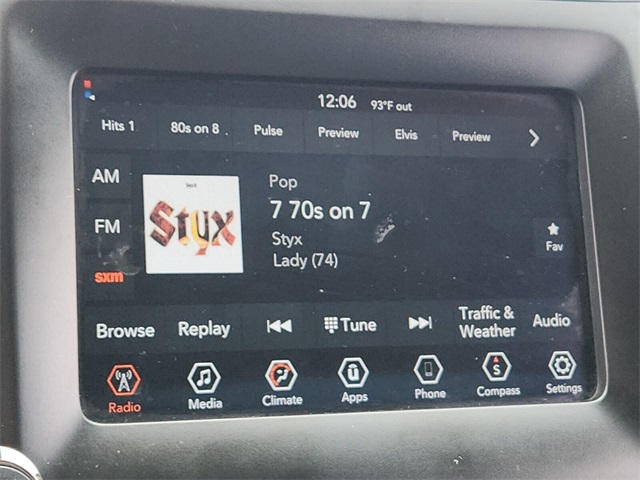 12:06 93°F out
Hits 1 80s on 8 Pulse Preview Elvis Preview
AM
FM
sxm
Styx
Pop
7 70s on 7
Styx
Lady (74)
Fav
Browse Replay Tune Traffic & Weather Audio
Radio Media Climate Apps Phone S Compass Settings